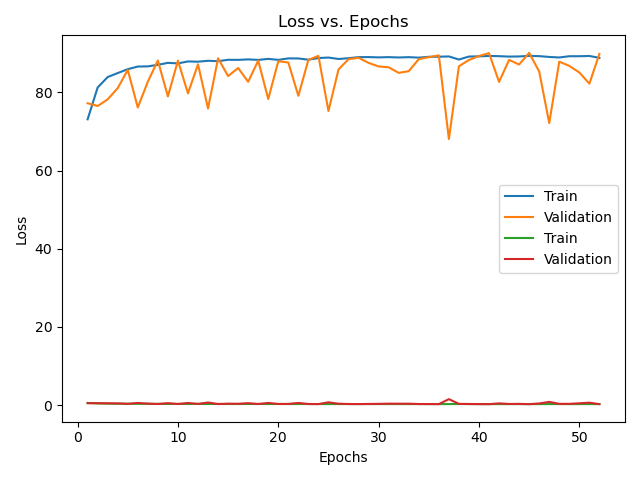 Loss vs. Epochs
80
60
40
20
0
Loss
Train
Validation
Train
Validation
0 10 20 30 40 50
Epochs